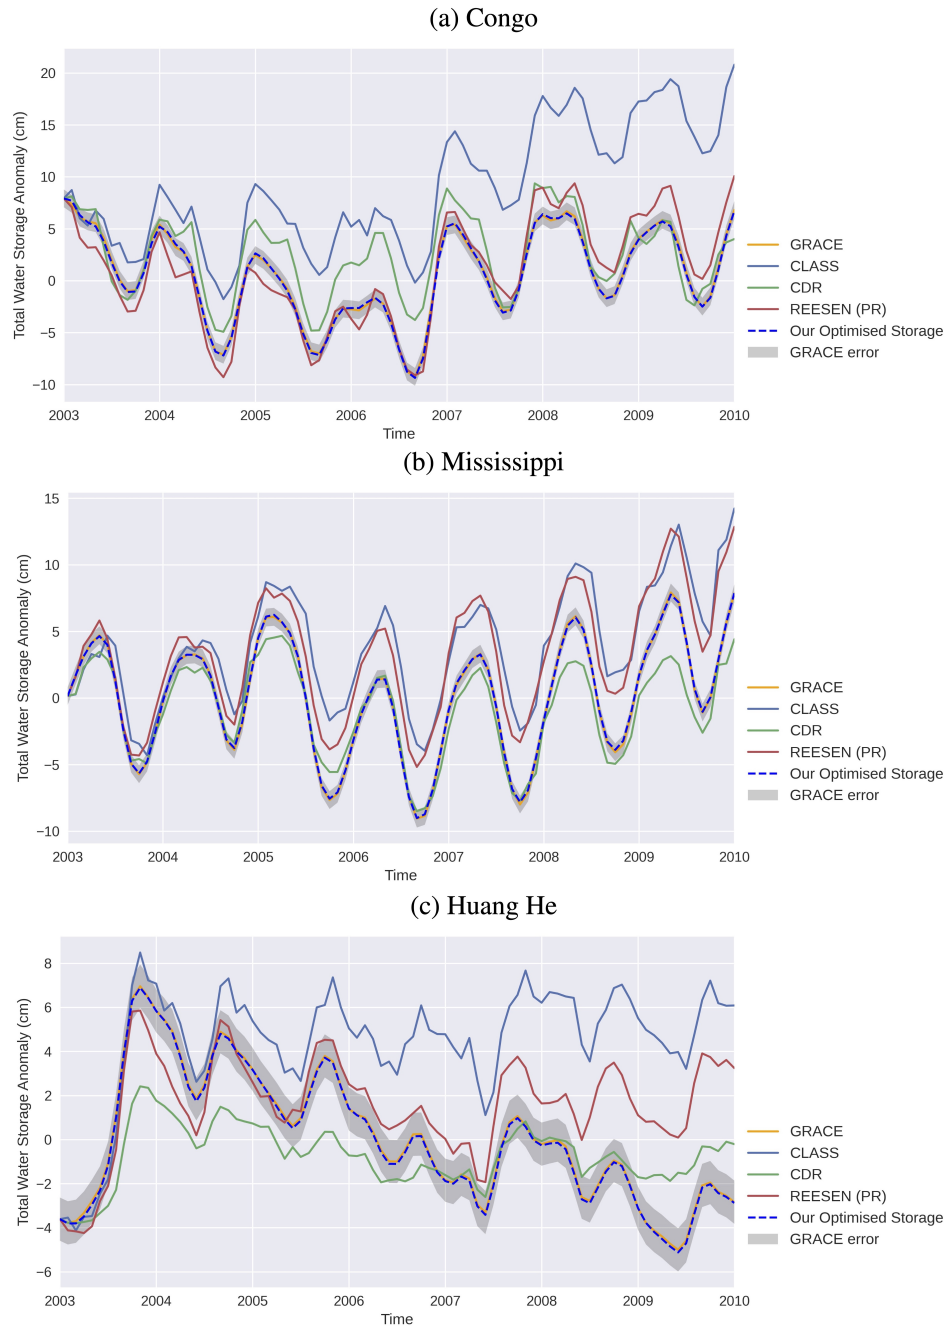 (a) Congo
20
15
10
5
0
−5
−10
Total Water Storage Anomaly (cm)
2003 2004 2005 2006 2007 2008 2009 2010
Time
GRACE
CLASS
CDR
REESEN (PR)
Our Optimised Storage
GRACE error
(b) Mississippi
15
10
5
0
−5
−10
Total Water Storage Anomaly (cm)
2003 2004 2005 2006 2007 2008 2009 2010
Time
GRACE
CLASS
CDR
REESEN (PR)
Our Optimised Storage
GRACE error
(c) Huang He
8
6
4
2
0
−2
−4
−6
Total Water Storage Anomaly (cm)
2003 2004 2005 2006 2007 2008 2009 2010
Time
GRACE
CLASS
CDR
REESEN (PR)
Our Optimised Storage
GRACE error